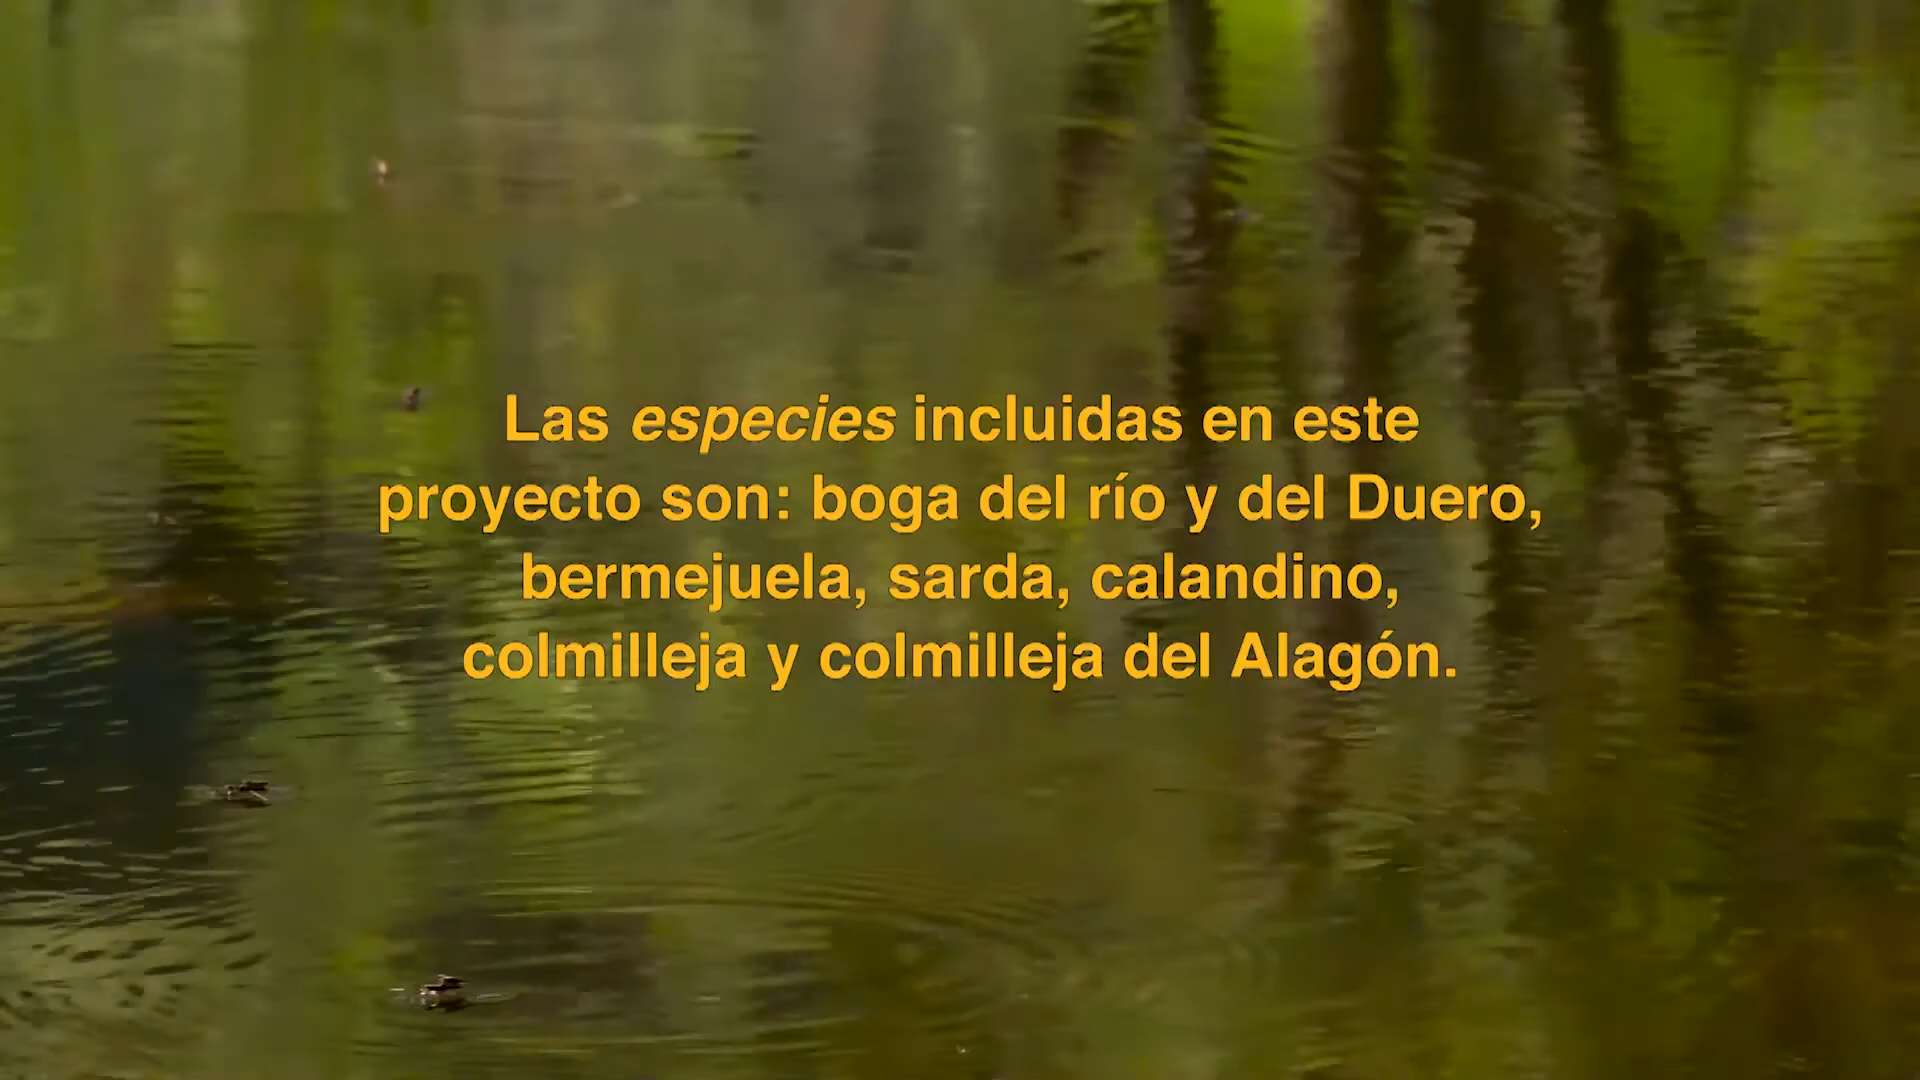 Las especies incluidas en este
proyecto son: boga del río y del Duero,
bermejuela, sarda, calandino,
colmilleja y colmilleja del Alagón.